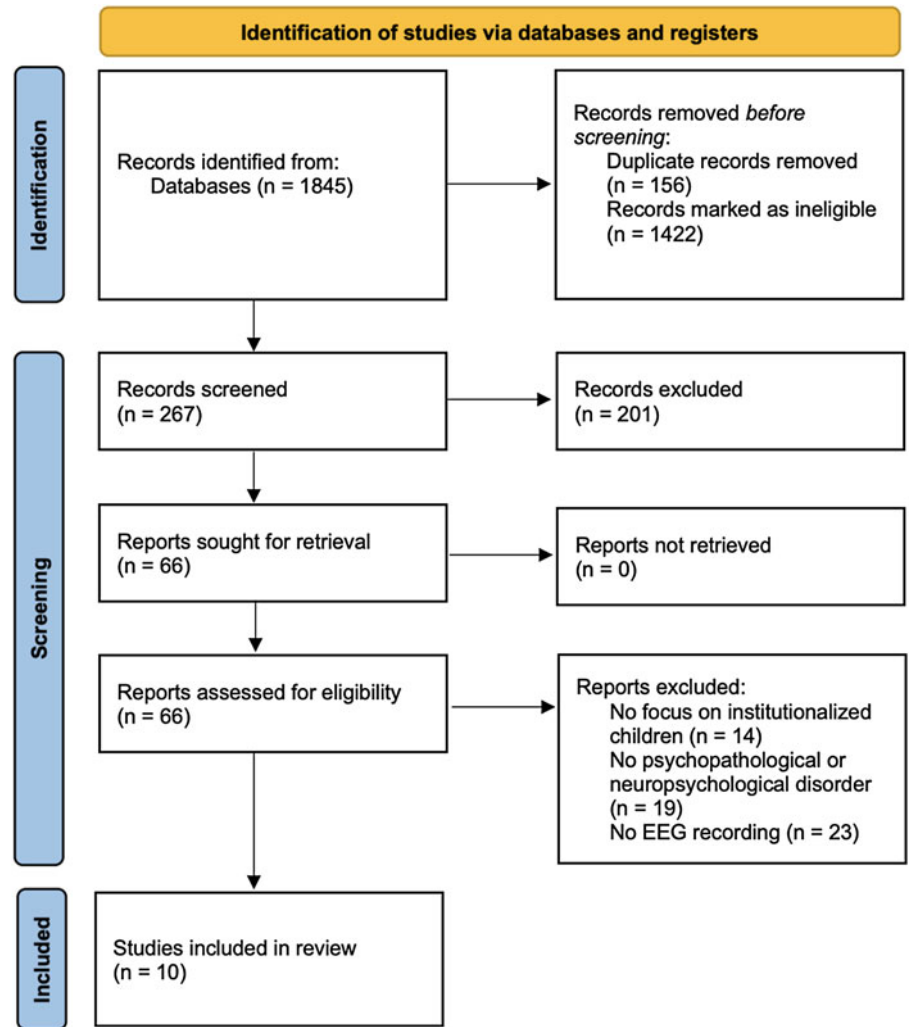 Identification of studies via databases and registers
Identification
Records identified from:
Databases (n = 1845)
Records removed before
screening:
Duplicate records removed
(n = 156)
Records marked as ineligible
(n = 1422)
Screening
Records screened
(n = 267)
Records excluded
(n = 201)
Reports sought for retrieval
(n = 66)
Reports not retrieved
(n = 0)
Reports assessed for eligibility
(n = 66)
Reports excluded:
No focus on institutionalized
children (n = 14)
No psychopathological or
neuropsychological disorder
(n = 19)
No EEG recording (n = 23)
Included
Studies included in review
(n = 10)